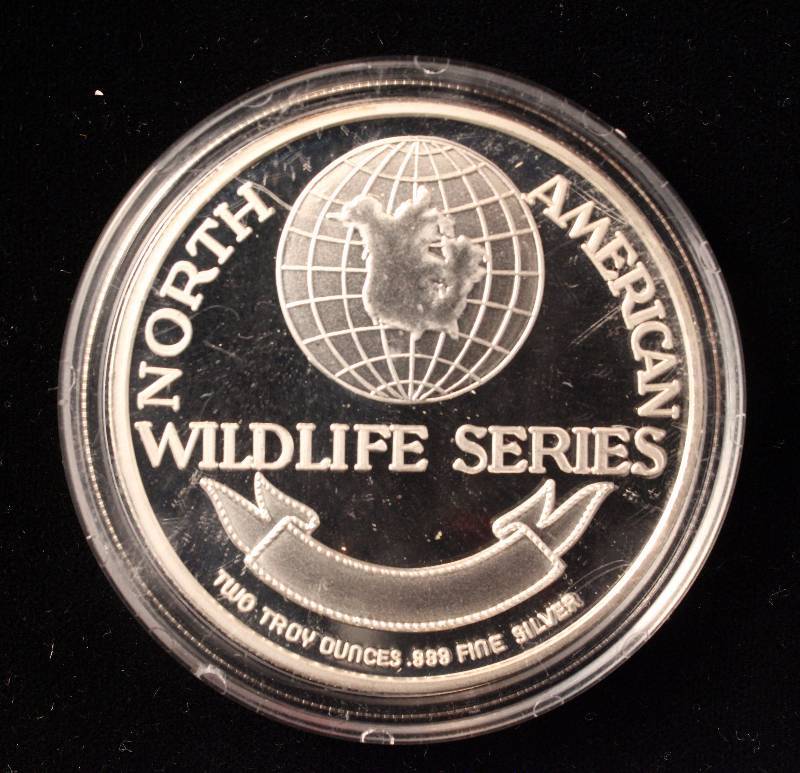 NORTH AMERICAN
WILDLIFE SERIES
TWO TROY OUNCES .999 FINE SILVER